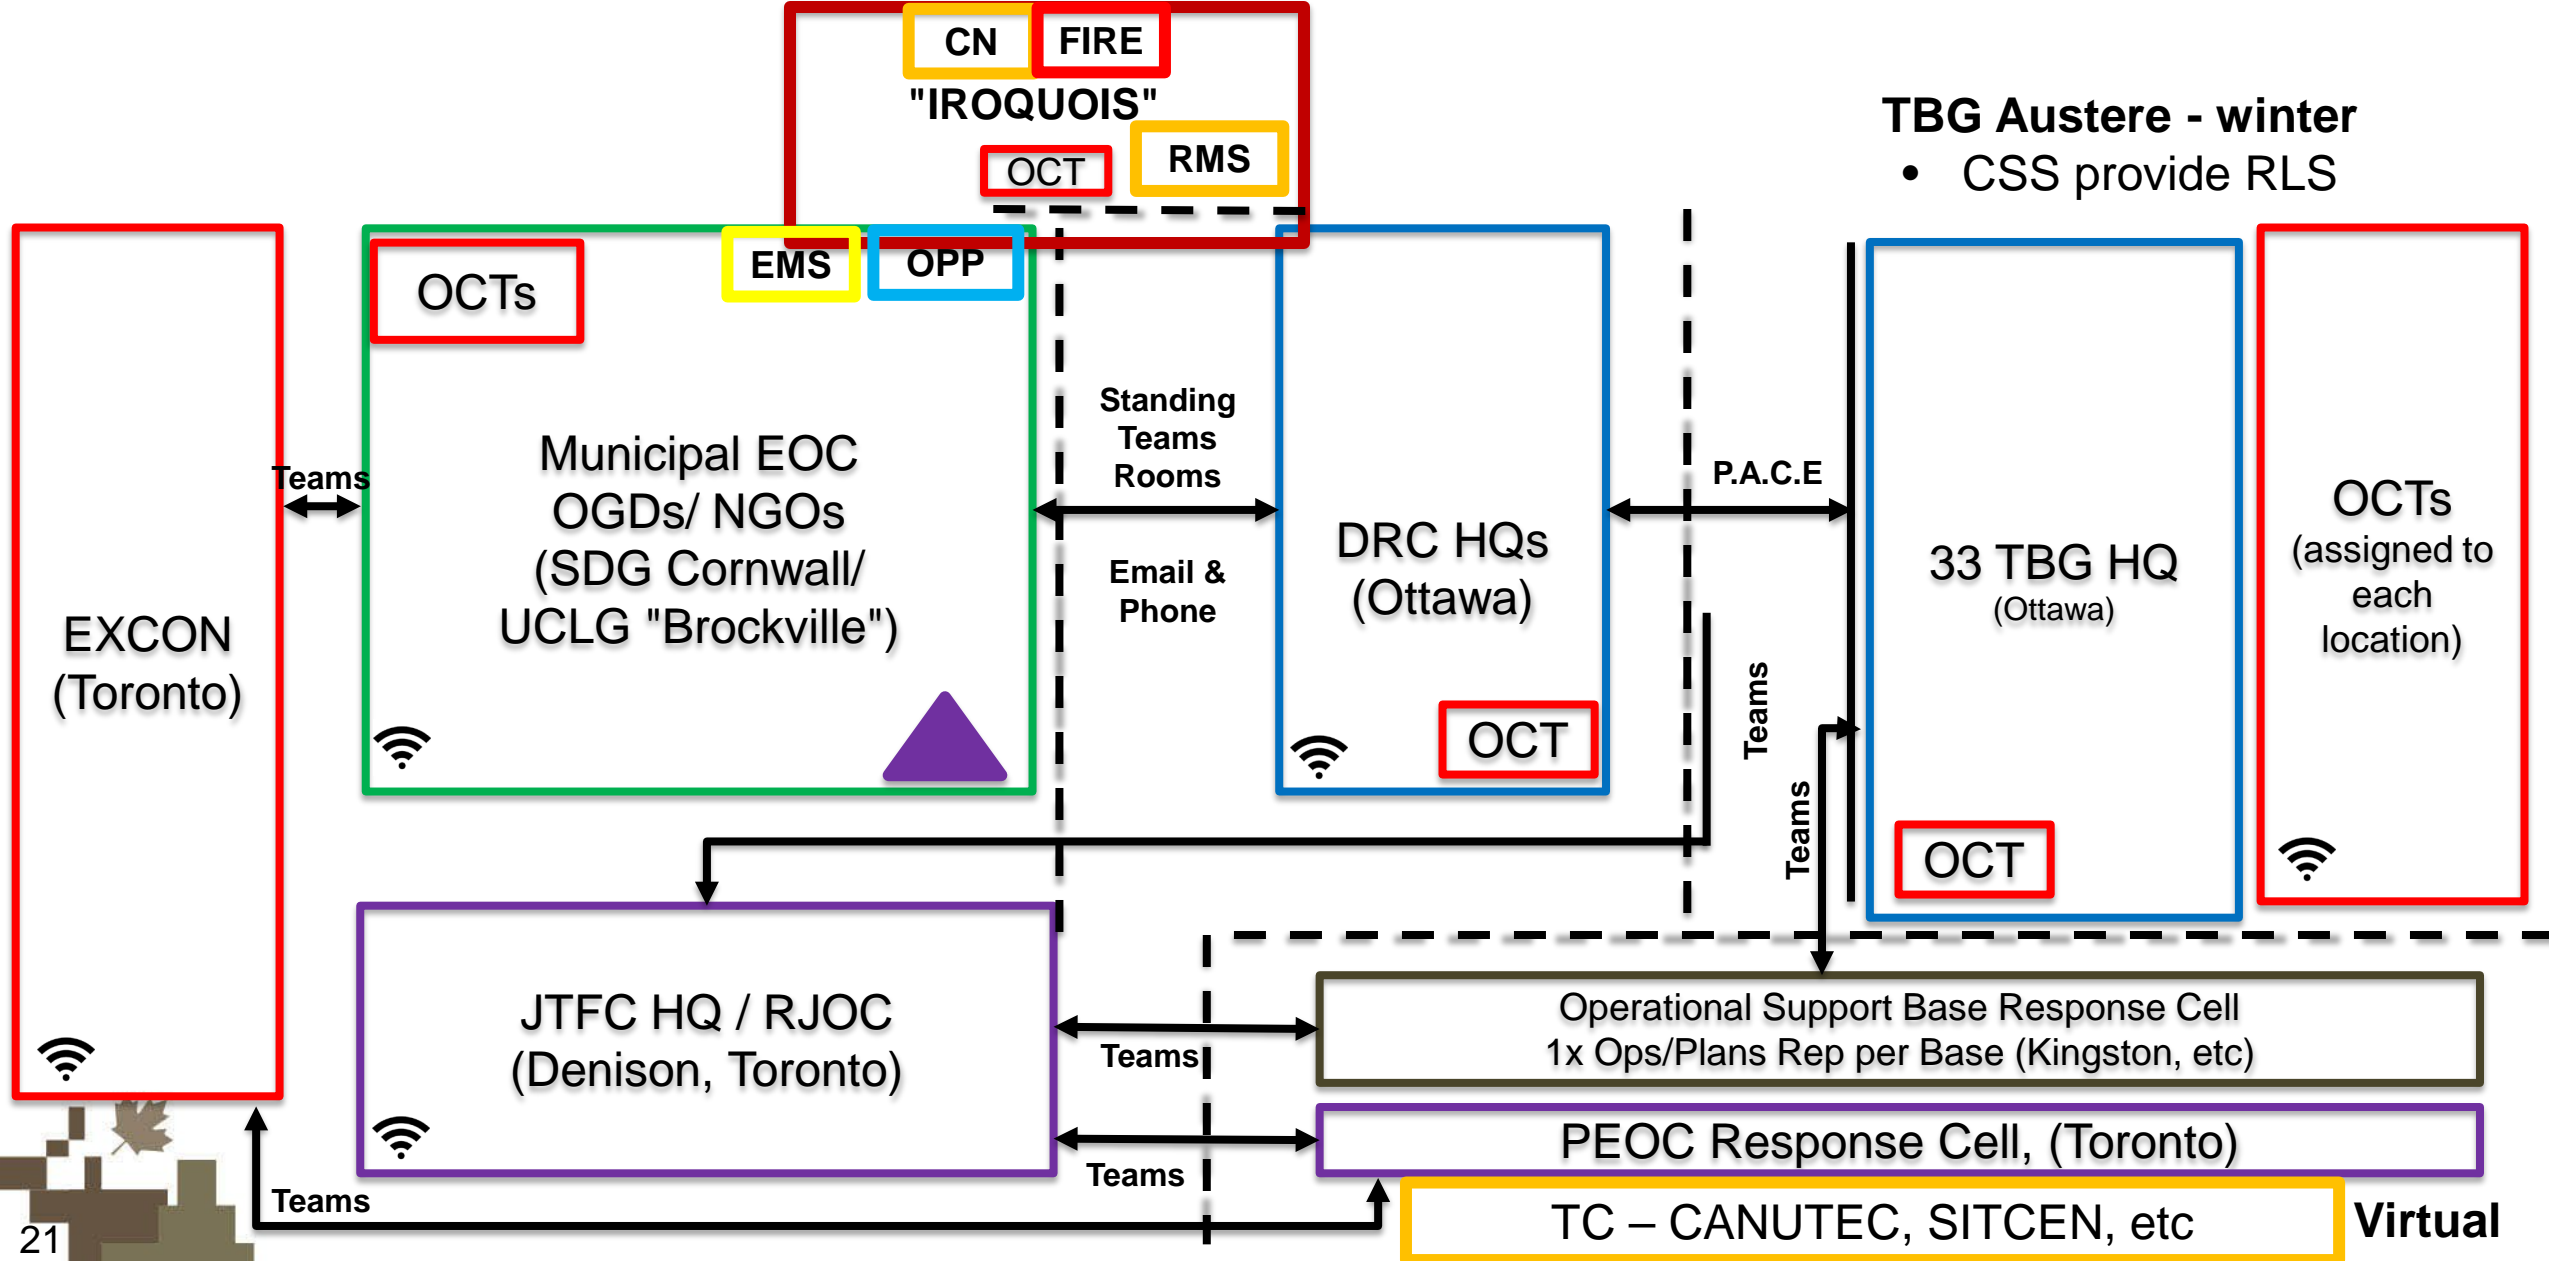 CN
FIRE
"IROQUOIS"
OCT
RMS
TBG Austere - winter
• CSS provide RLS
EXCON
(Toronto)
Teams
OCTs
EMS
OPP
Municipal EOC
OGDs/ NGOs
(SDG Cornwall/
UCLG "Brockville")
Standing
Teams
Rooms
Email &
Phone
DRC HQs
(Ottawa)
OCT
P.A.C.E
Teams
Teams
33 TBG HQ
(Ottawa)
OCT
OCTs
(assigned to
each
location)
JTFC HQ / RJOC
(Denison, Toronto)
Teams
Teams
Operational Support Base Response Cell
1x Ops/Plans Rep per Base (Kingston, etc)
PEOC Response Cell, (Toronto)
Teams
TC – CANUTEC, SITCEN, etc
Virtual
21